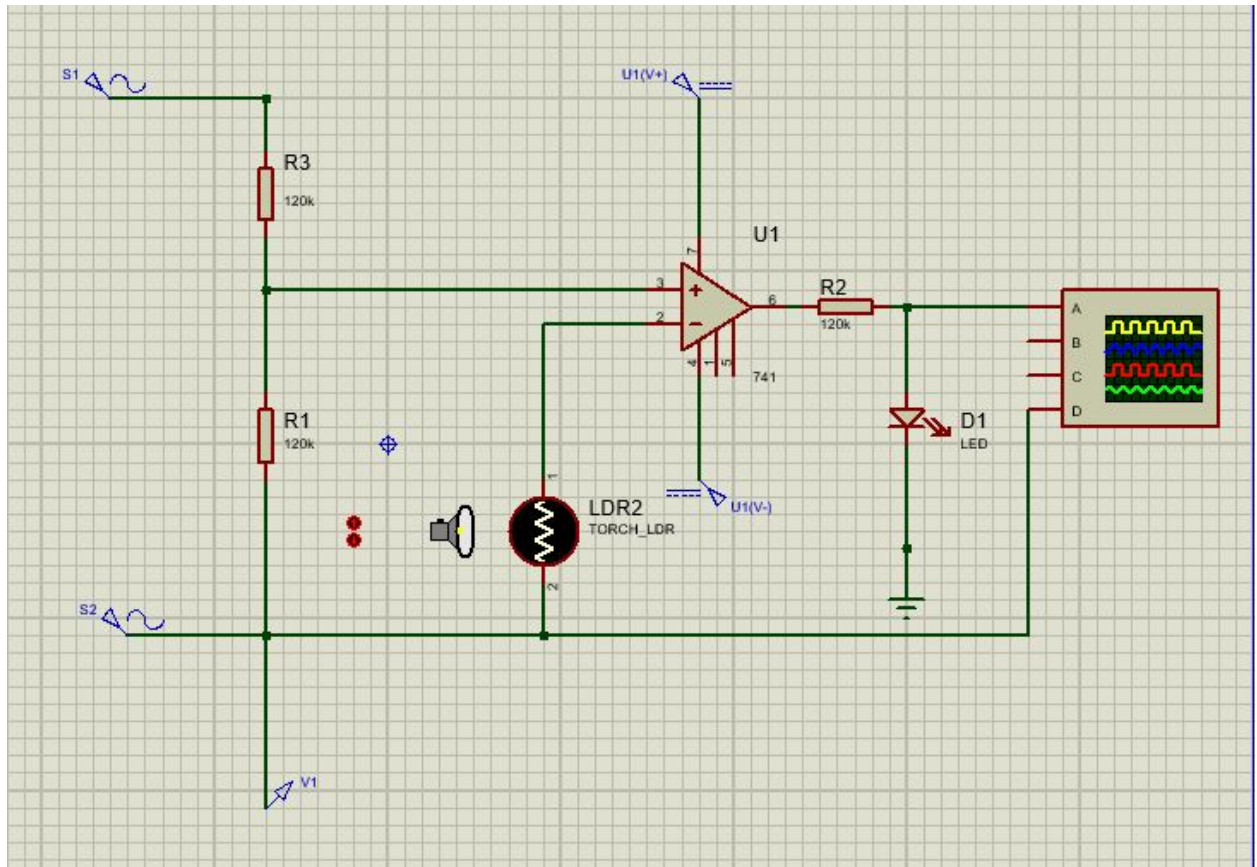 S1
U1(V+)
R3
120k
U1
7
3
2
6
4
1
5
741
R2
120k
A
B
C
D
R1
120k
D1
LED
1
LDR2
TORCH_LDR
2
U1(V-)
S2
V1